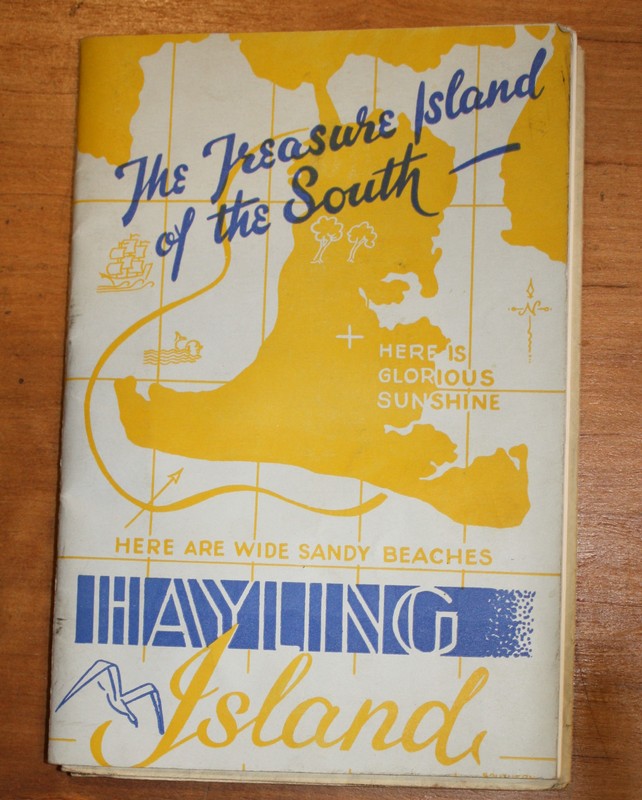 The Treasure Island
of the South —
N
HERE IS
GLORIOUS
SUNSHINE
HERE ARE WIDE SANDY BEACHES
HAYLING
Island